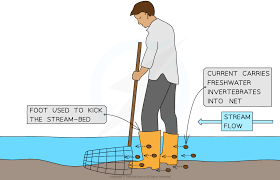 CURRENT CARRIES
FRESHWATER
INVERTEBRATES
INTO NET
FOOT USED TO KICK
THE STREAM-BED
STREAM
FLOW